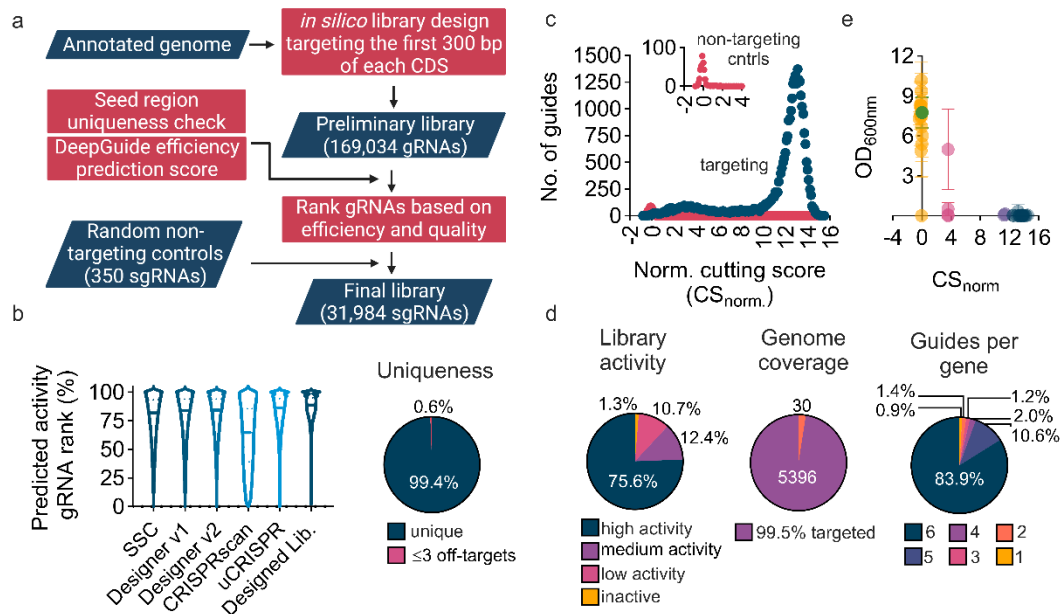 a
Annotated genome
in silico library design
targeting the first 300 bp
of each CDS
Seed region
uniqueness check
DeepGuide efficiency
prediction score
Preliminary library
(169,034 gRNAs)
Rank gRNAs based on
efficiency and quality
Random non-
targeting controls
(350 sgRNAs)
Final library
(31,984 sgRNAs)
b
Predicted activity
gRNA rank (%)
100
75
50
25
0
SSC
Designer v1
Designer v2
CRISPRscan
uCRISPR
Designed Lib.
Uniqueness
0.6%
99.4%
unique
≤3 off-targets
c
No. of guides
1500
1250
1000
750
500
250
0
-2 0 2 4 6 8 10 12 14 16
non-targeting
cntrls
100
0
-2 0 2 4
targeting
Norm. cutting score
(CSnorm.)
d
Library
activity
1.3%
10.7%
12.4%
75.6%
high activity
medium activity
low activity
inactive
Genome
coverage
30
5396
99.5% targeted
Guides per
gene
1.4%
0.9%
1.2%
2.0%
10.6%
83.9%
6 4 2
5 3 1
e
OD600nm
12
9
6
3
0 4 8 12 16
CSnorm